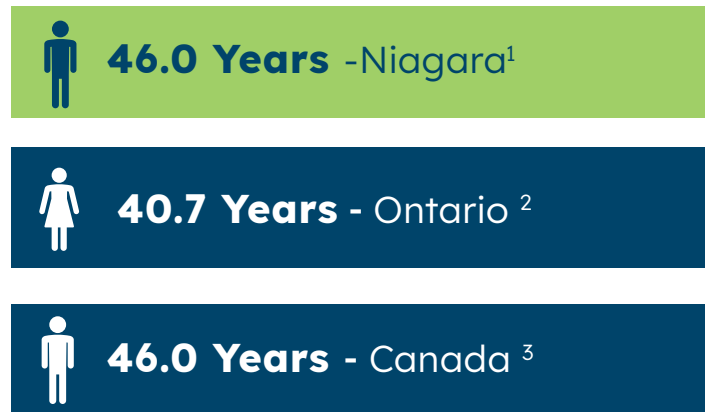 46.0 Years -Niagara¹
40.7 Years - Ontario ²
46.0 Years - Canada ³